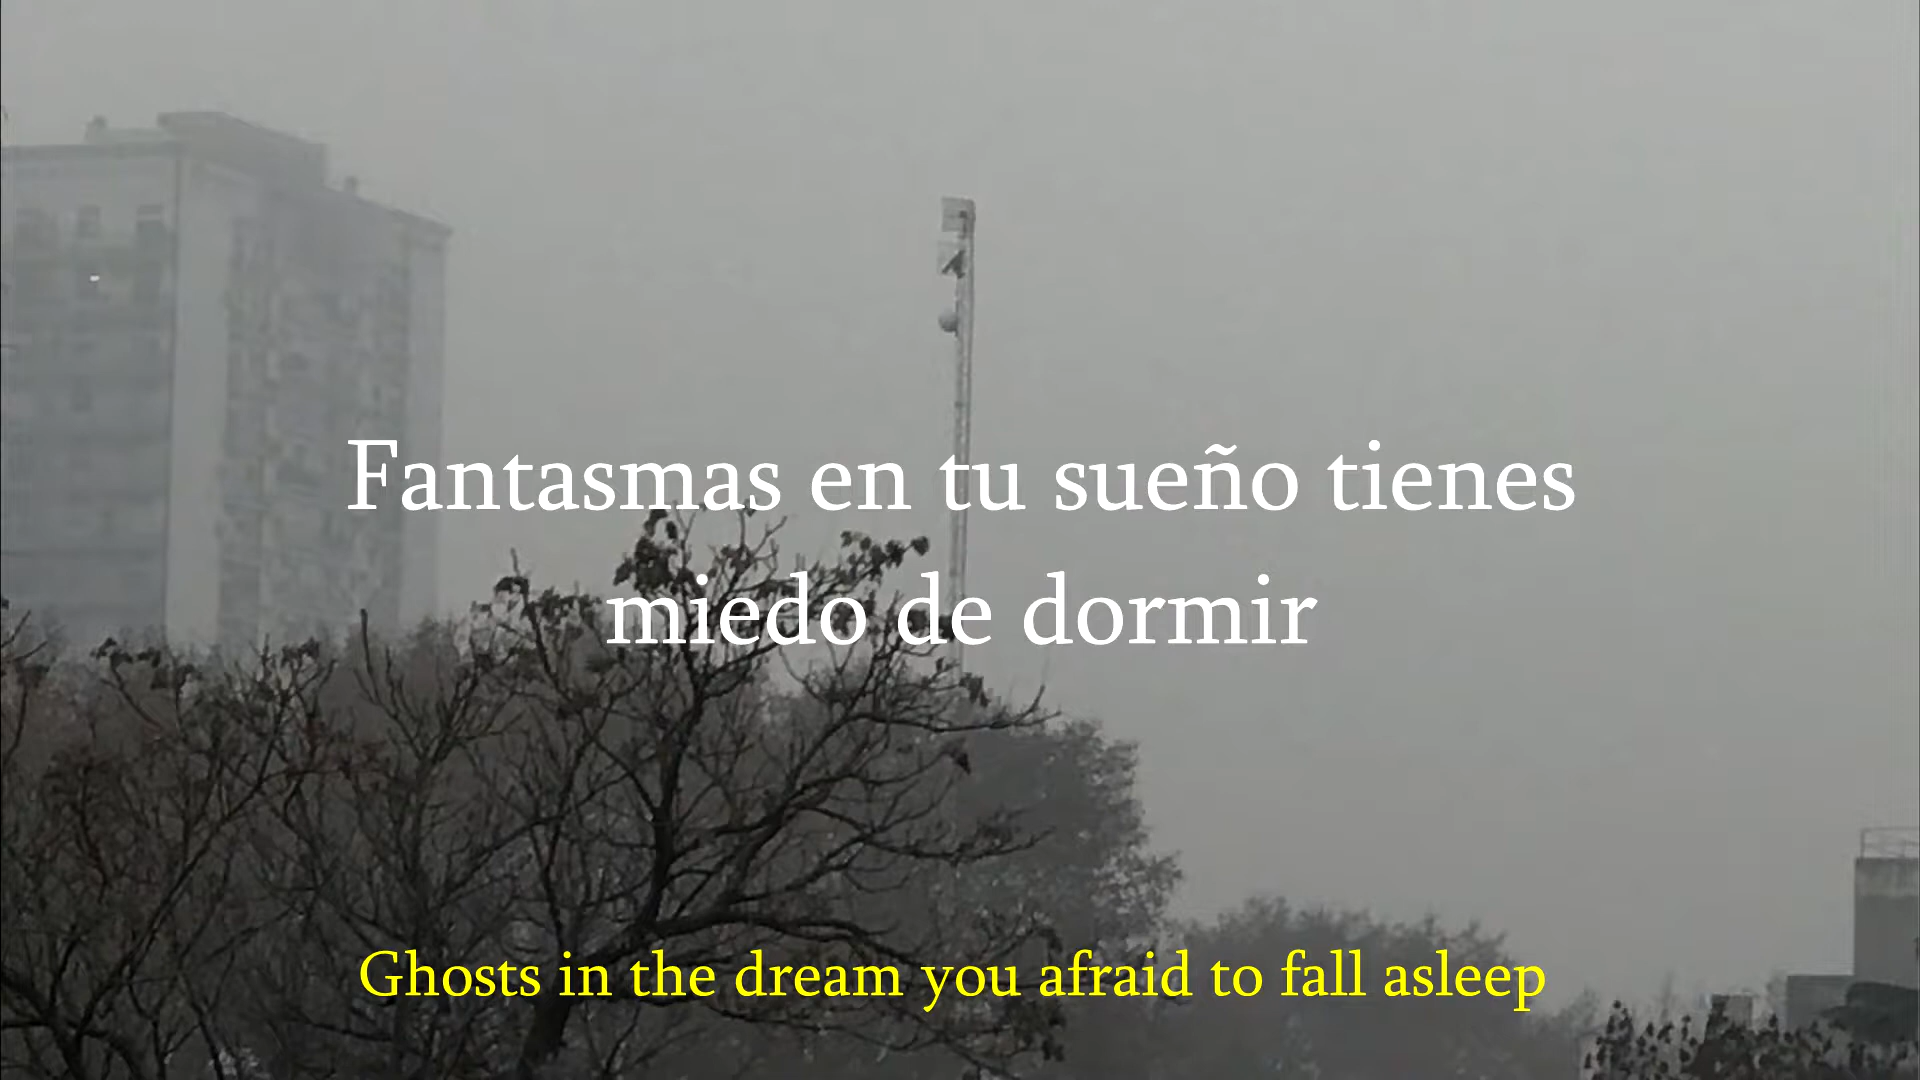 Fantasmas en tu sueño tienes
miedo de dormir
Ghosts in the dream you afraid to fall asleep